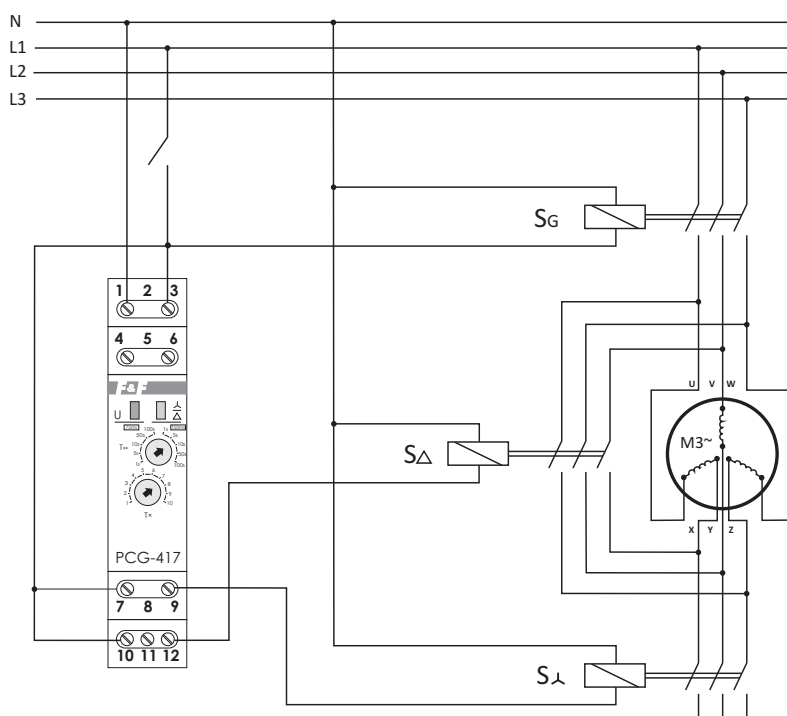 N
L1
L2
L3
SG
1 2 3
4 5 6
F&F
U
100s 1s
50s 5s
10s 10s
5s 50s
1s 100s
5 6
4 7
3 8
2 9
1 10
PCG-417
7 8 9
10 11 12
S△
S⅄
U V W
M3~
X Y Z